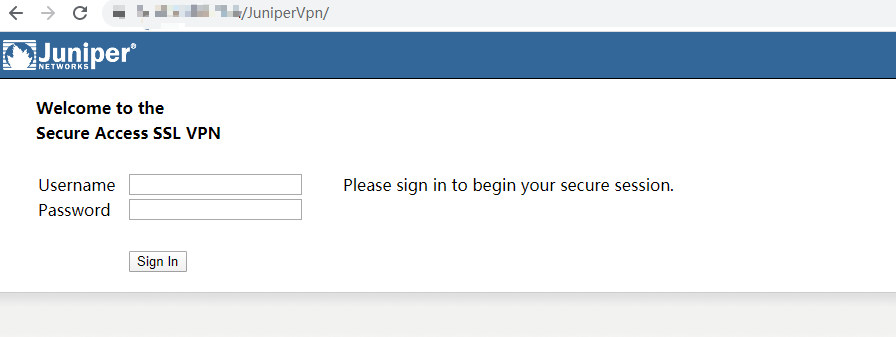 /JuniperVpn/
Juniper®
NETWORKS
Welcome to the
Secure Access SSL VPN
Username
Please sign in to begin your secure session.
Password
Sign In